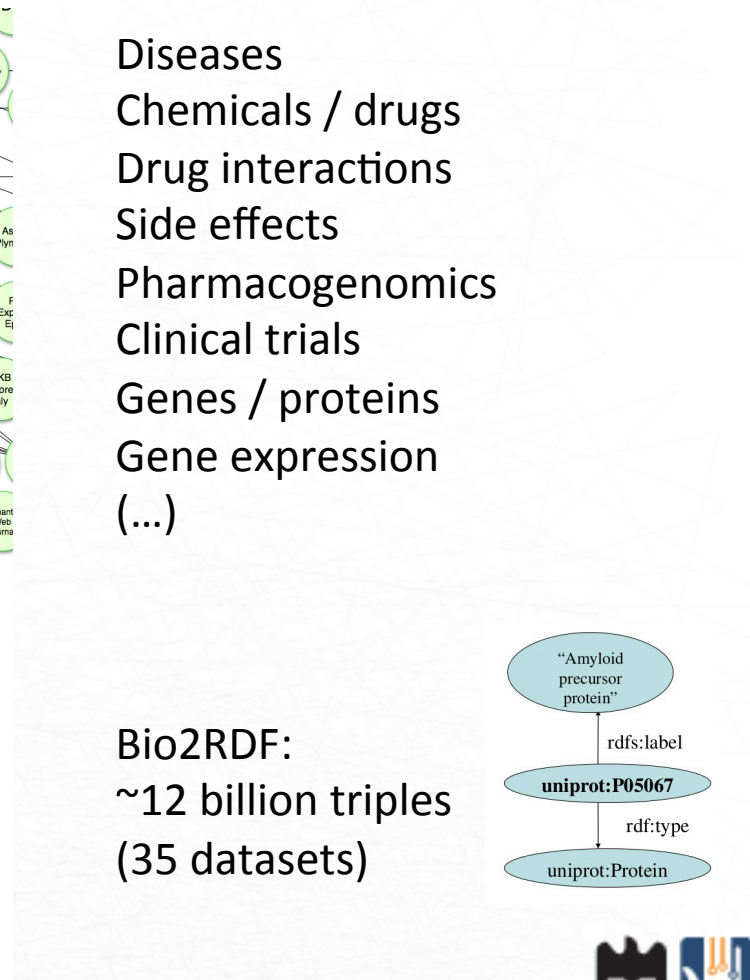 Diseases
Chemicals / drugs
Drug interactions
Side effects
Pharmacogenomics
Clinical trials
Genes / proteins
Gene expression
(...)
“Amyloid
precursor
protein”
rdfs:label
Bio2RDF:
~12 billion triples
(35 datasets)
uniprot:P05067
rdf:type
uniprot:Protein